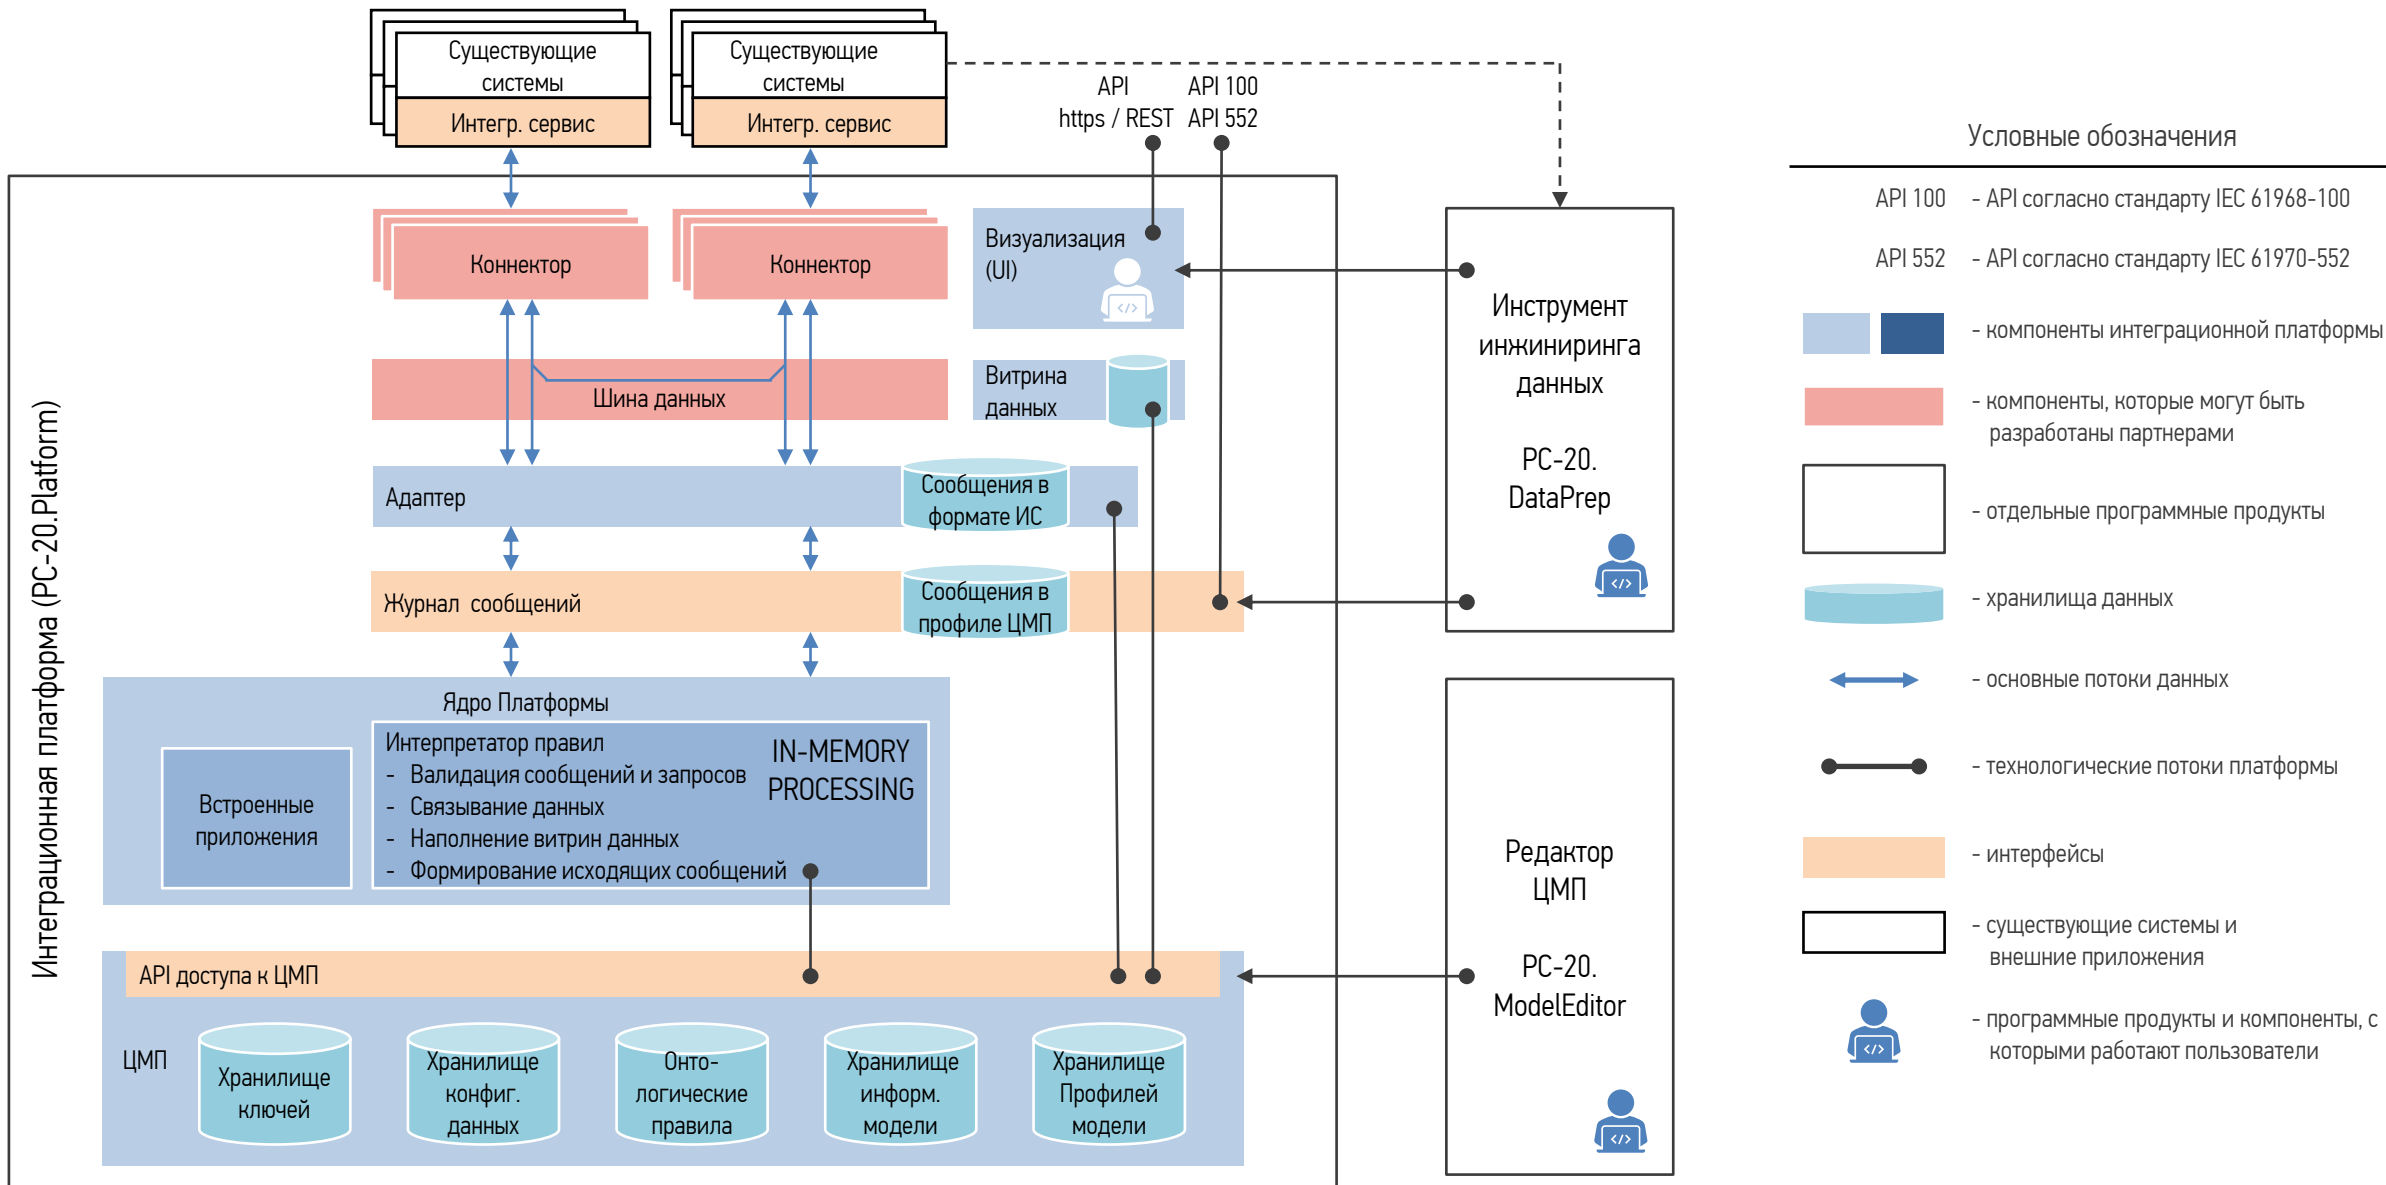 Существующие
системы
Интегр. сервис
Существующие
системы
Интегр. сервис
API
https / REST
API 100
API 552
Интеграционная платформа (PC-20.Platform)
Коннектор
Коннектор
Визуализация
(UI)
</>
Шина данных
Витрина
данных
Адаптер
Сообщения в
формате ИС
Журнал сообщений
Сообщения в
профиле ЦМП
Ядро Платформы
Встроенные
приложения
Интерпретатор правил
- Валидация сообщений и запросов
- Связывание данных
- Наполнение витрин данных
- Формирование исходящих сообщений
IN-MEMORY
PROCESSING
API доступа к ЦМП
ЦМП
Хранилище
ключей
Хранилище
конфиг.
данных
Онто-
логические
правила
Хранилище
информ.
модели
Хранилище
Профилей
модели
Инструмент
инжиниринга
данных
PC-20.
DataPrep
</>
Редактор
ЦМП
PC-20.
ModelEditor
</>
Условные обозначения
API 100 - API согласно стандарту IEC 61968-100
API 552 - API согласно стандарту IEC 61970-552
- компоненты интеграционной платформы
- компоненты, которые могут быть
разработаны партнерами
- отдельные программные продукты
- хранилища данных
- основные потоки данных
- технологические потоки платформы
- интерфейсы
- существующие системы и
внешние приложения
</>
- программные продукты и компоненты, с
которыми работают пользователи